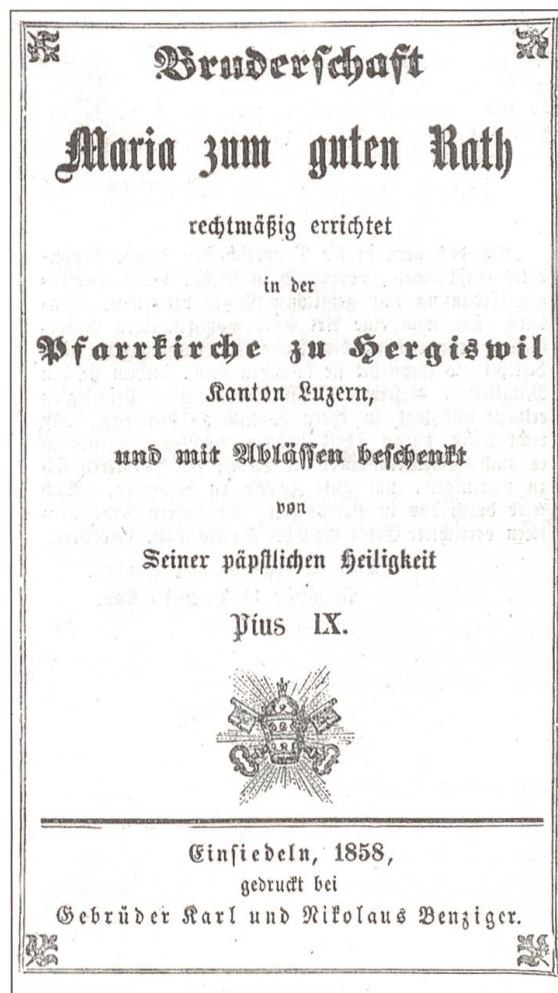 Bruderschaft
Maria zum guten Rath
rechtmäßig errichtet
in der
Pfarrkirche zu Hergiswil
Kanton Luzern,
und mit Ablässen beschenkt
von
Seiner päpstlichen Heiligkeit
Pius IX.
Einsiedeln, 1858,
gedruckt bei
Gebrüder Karl und Nikolaus Benziger.